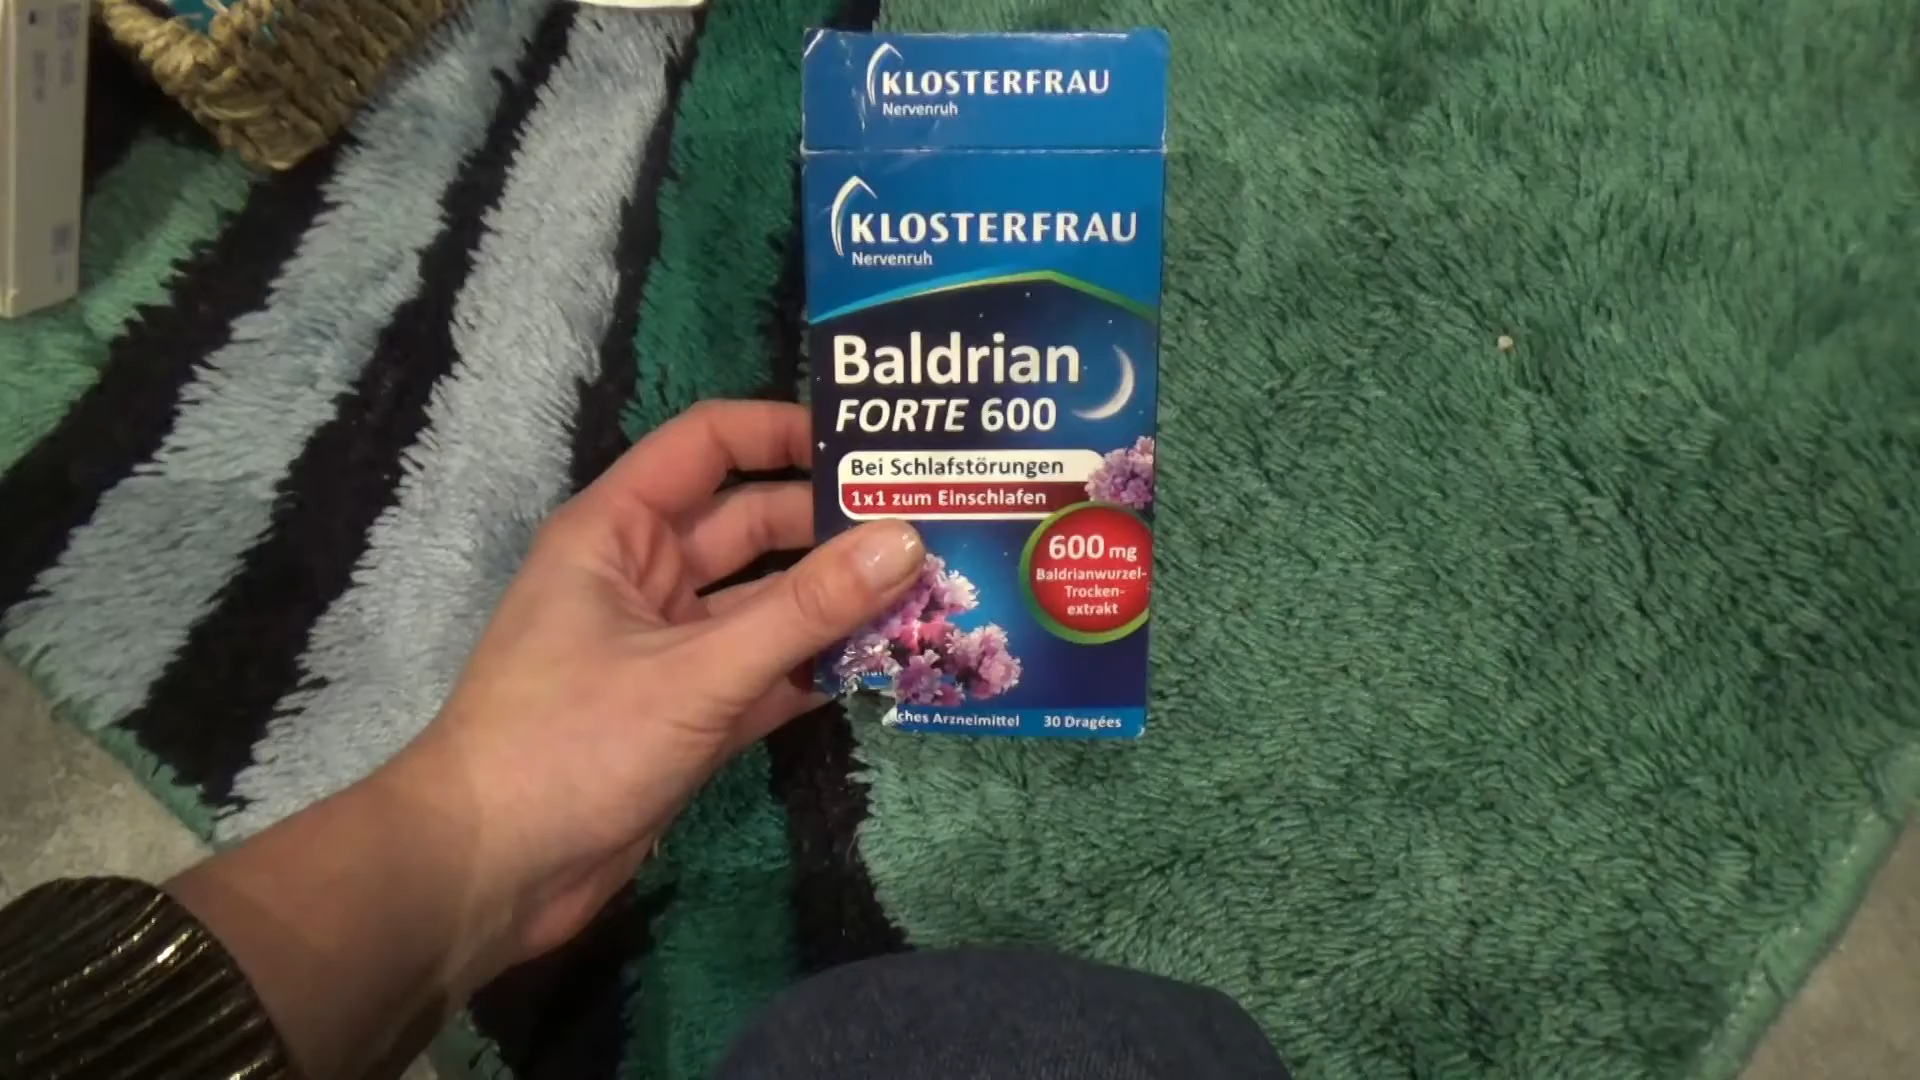 KLOSTERFRAU
Nervenruh
KLOSTERFRAU
Nervenruh
Baldrian
FORTE 600
Bei Schlafstörungen
1x1 zum Einschlafen
600 mg
Baldrianwurzel-
Trocken-
extrakt
ches Arzneimittel 30 Dragées